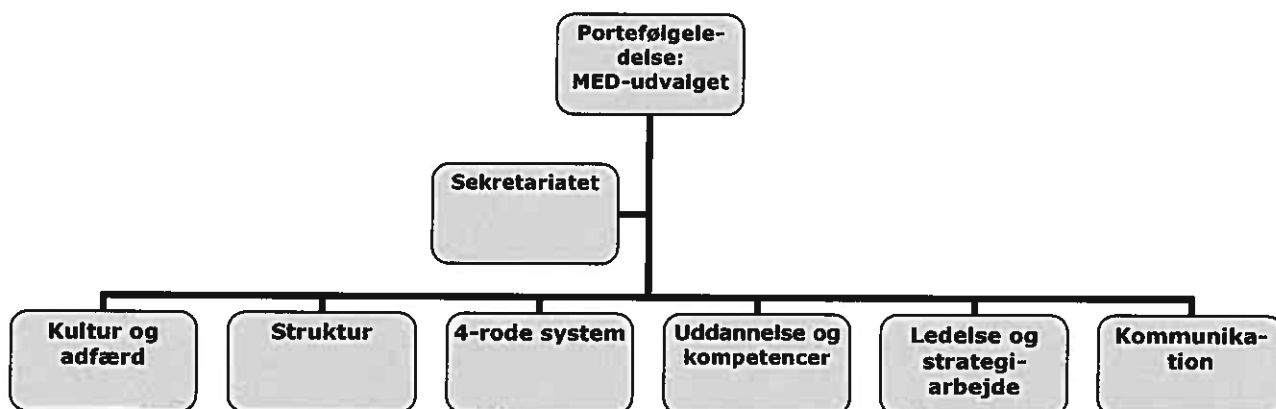 Portefølgele-
delse:
MED-udvalget
Sekretariatet
Kultur og
adfærd
Struktur
4-rode system
Uddannelse og
kompetencer
Ledelse og
strategi-
arbejde
Kommunika-
tion